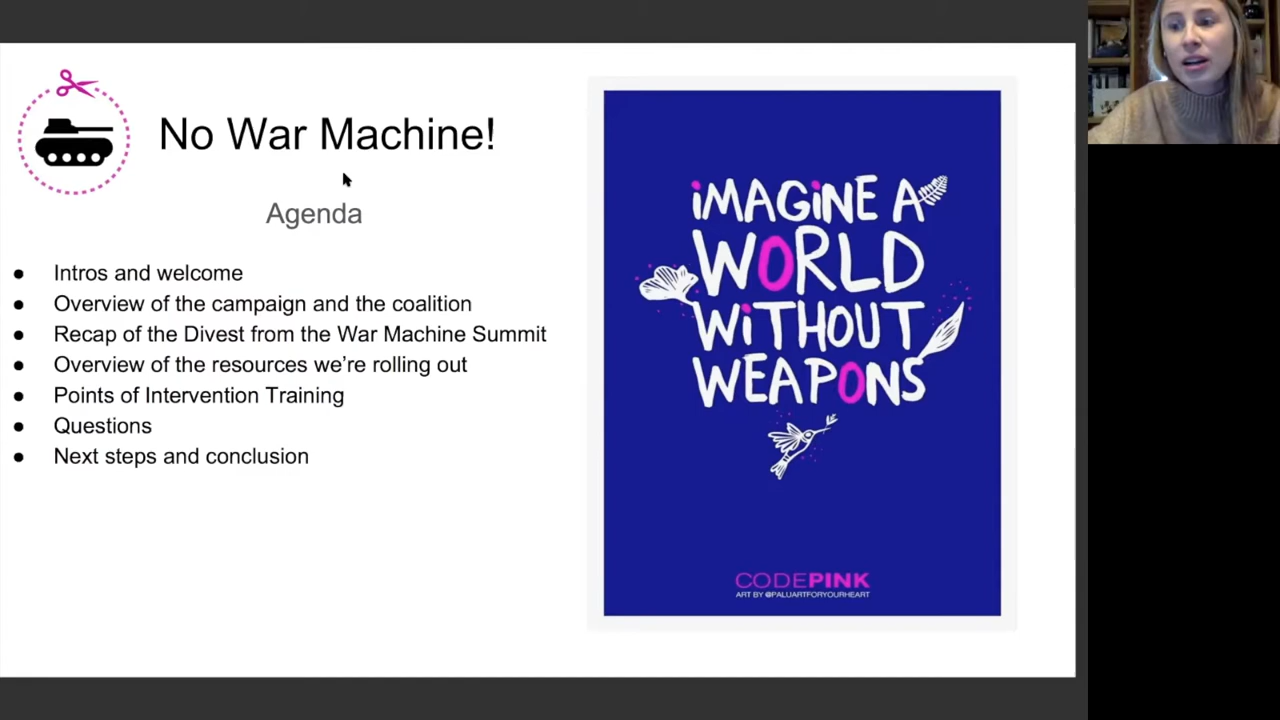 No War Machine!
Agenda
● Intros and welcome
● Overview of the campaign and the coalition
● Recap of the Divest from the War Machine Summit
● Overview of the resources we’re rolling out
● Points of Intervention Training
● Questions
● Next steps and conclusion
iMAGiNE A
WORLD
WiTHOUT
WEAPONS
CODEPINK
ART BY @PALUARTFORYOURHEART